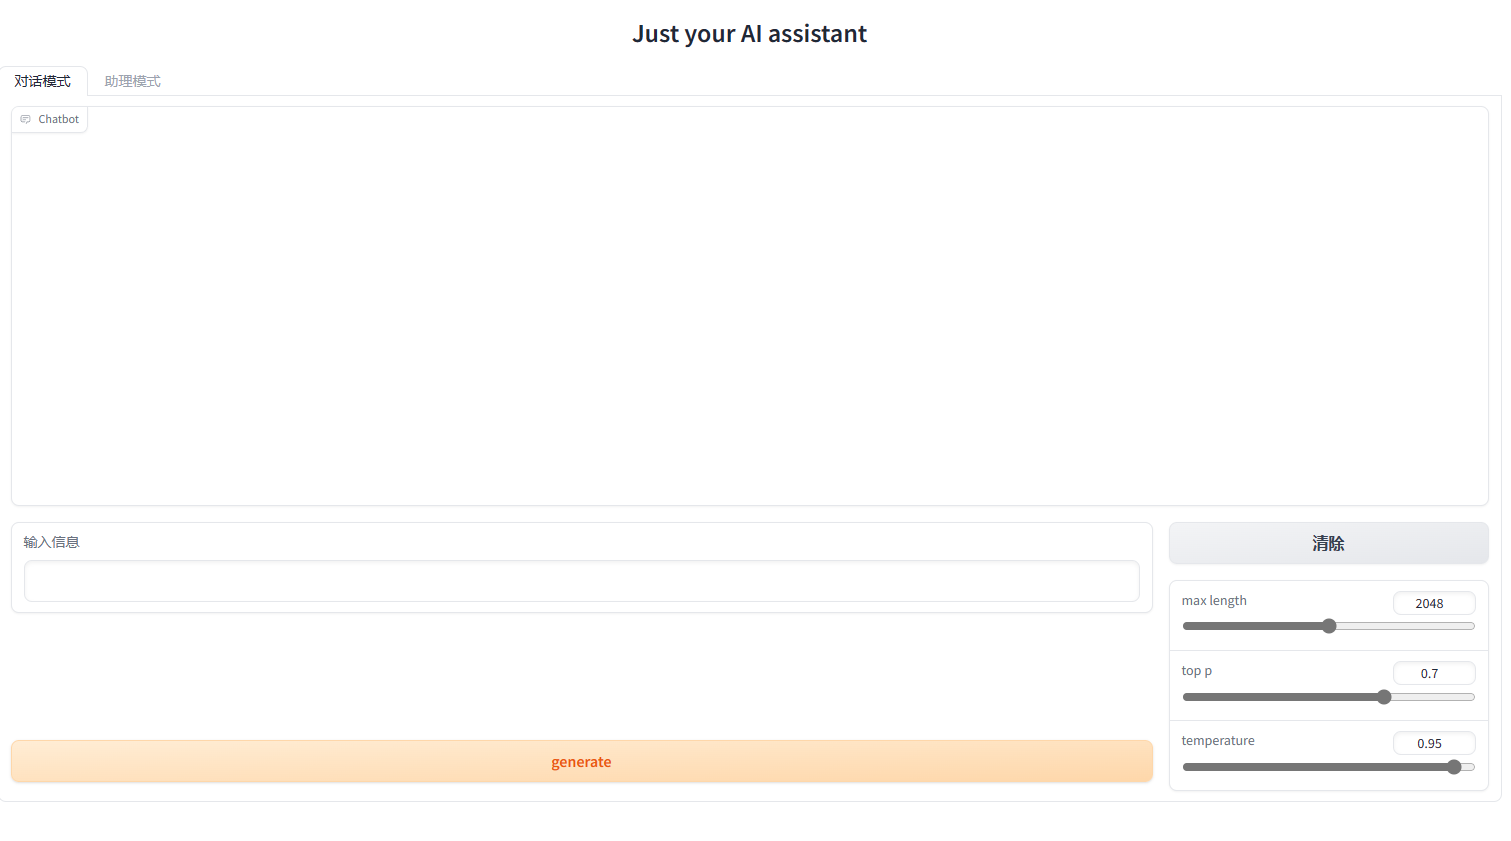 Just your AI assistant
对话模式 助理模式
Chatbot
输入信息
清除
max length 2048
top p 0.7
temperature 0.95
generate